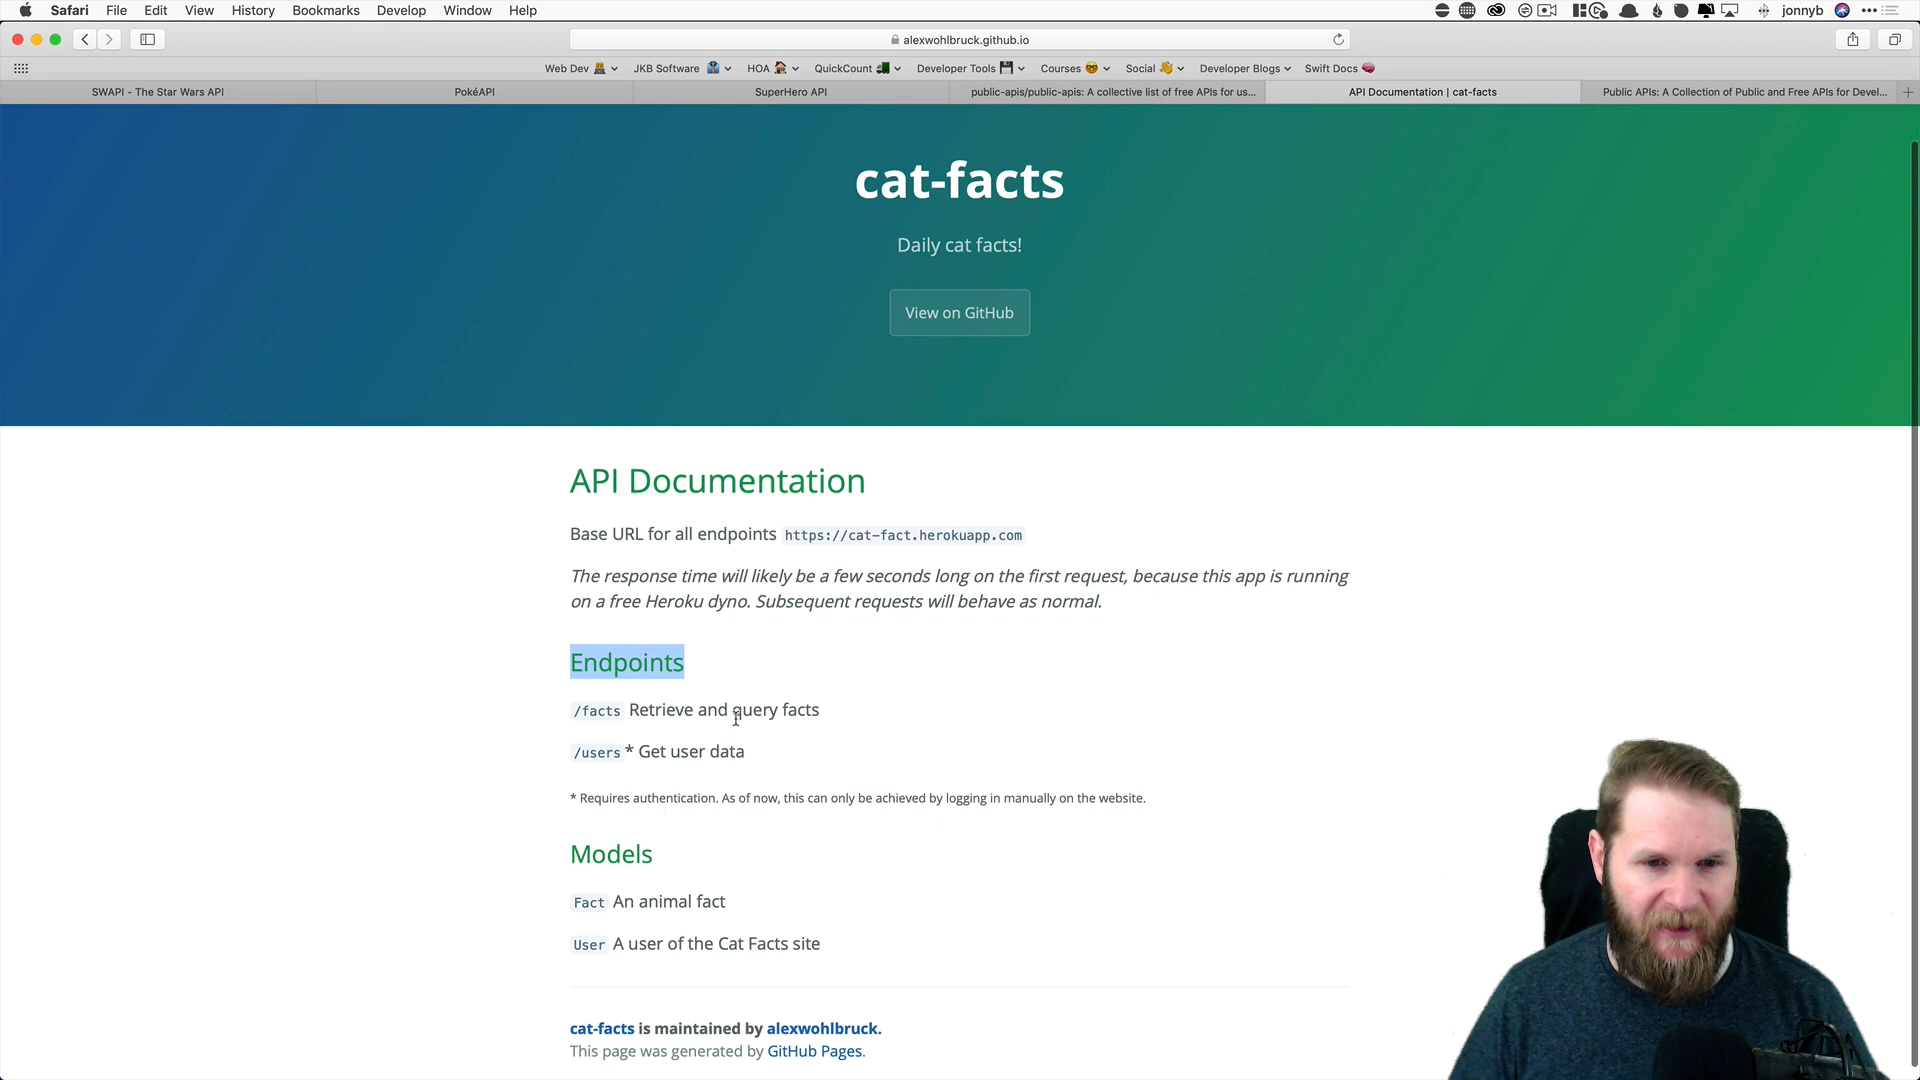 Safari File Edit View History Bookmarks Develop Window Help jonnyb
alexwohlbruck.github.io
Web Dev JKB Software HOA QuickCount Developer Tools Courses Social Developer Blogs Swift Docs
SWAPI - The Star Wars API PokéAPI SuperHero API public-apis/public-apis: A collective list of free APIs for us... API Documentation | cat-facts Public APIs: A Collection of Public and Free APIs for Devel...
cat-facts
Daily cat facts!
View on GitHub
API Documentation
Base URL for all endpoints https://cat-fact.herokuapp.com
The response time will likely be a few seconds long on the first request, because this app is running
on a free Heroku dyno. Subsequent requests will behave as normal.
Endpoints
/facts Retrieve and query facts
/users * Get user data
* Requires authentication. As of now, this can only be achieved by logging in manually on the website.
Models
Fact An animal fact
User A user of the Cat Facts site
cat-facts is maintained by alexwohlbruck.
This page was generated by GitHub Pages.